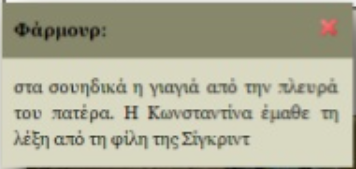 Φάρμουρ:
στα σουηδικά η γιαγιά από την πλευρά
του πατέρα. Η Κωνσταντίνα έμαθε τη
λέξη από τη φίλη της Σίγκριντ